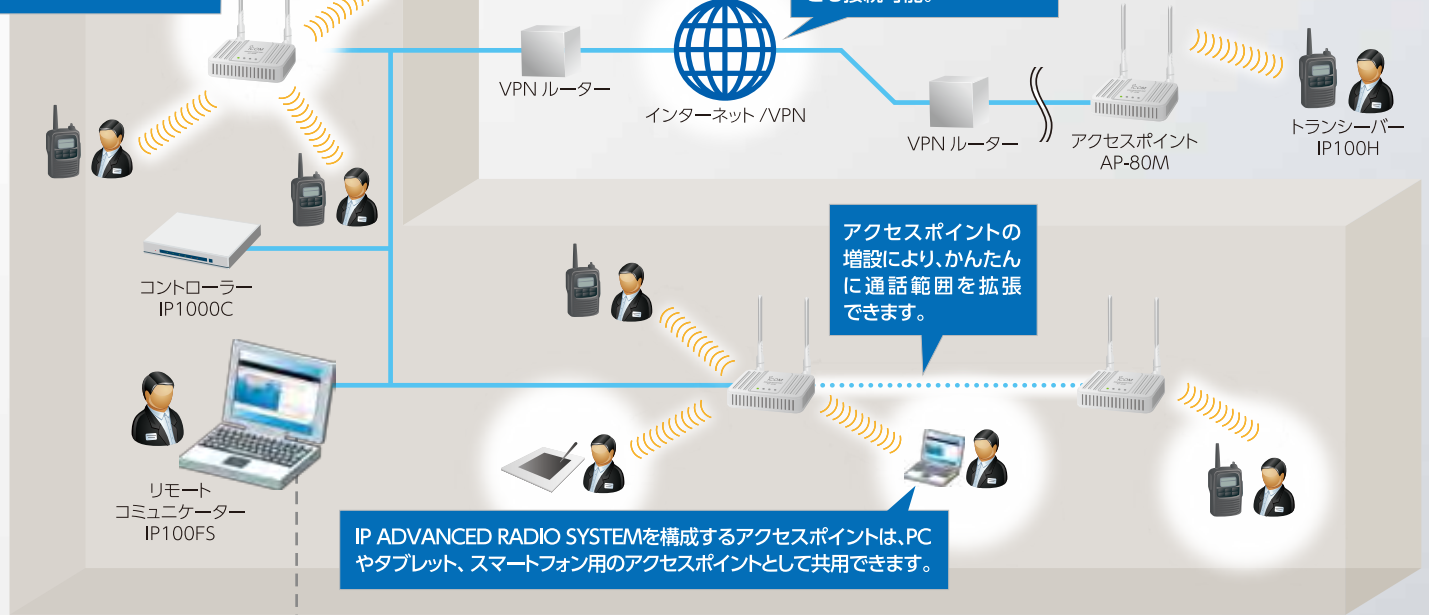 とも接続可能。
VPN ルーター
インターネット /VPN
VPN ルーター
アクセスポイント
AP-80M
トランシーバー
IP100H
コントローラー
IP1000C
アクセスポイントの
増設により、かんたん
に通話範囲を拡張
できます。
リモート
コミュニケーター
IP100FS
IP ADVANCED RADIO SYSTEMを構成するアクセスポイントは、PC
やタブレット、スマートフォン用のアクセスポイントとして共用できます。